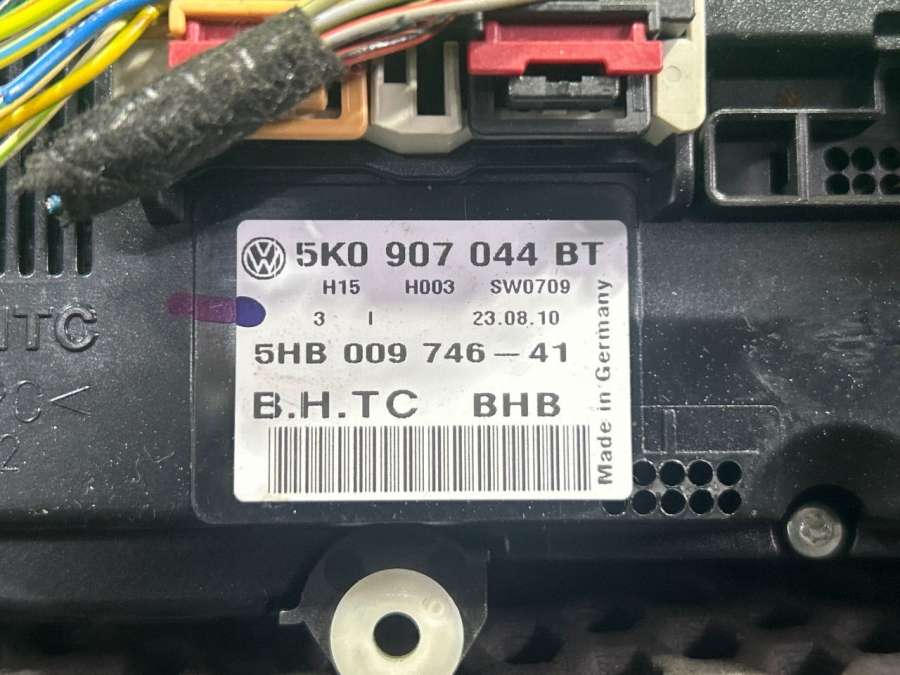 5K0 907 044 BT
H15 H003 SW0709
3 I 23.08.10
5HB 009 746-41
B.H.TC BHB
Made in Germany